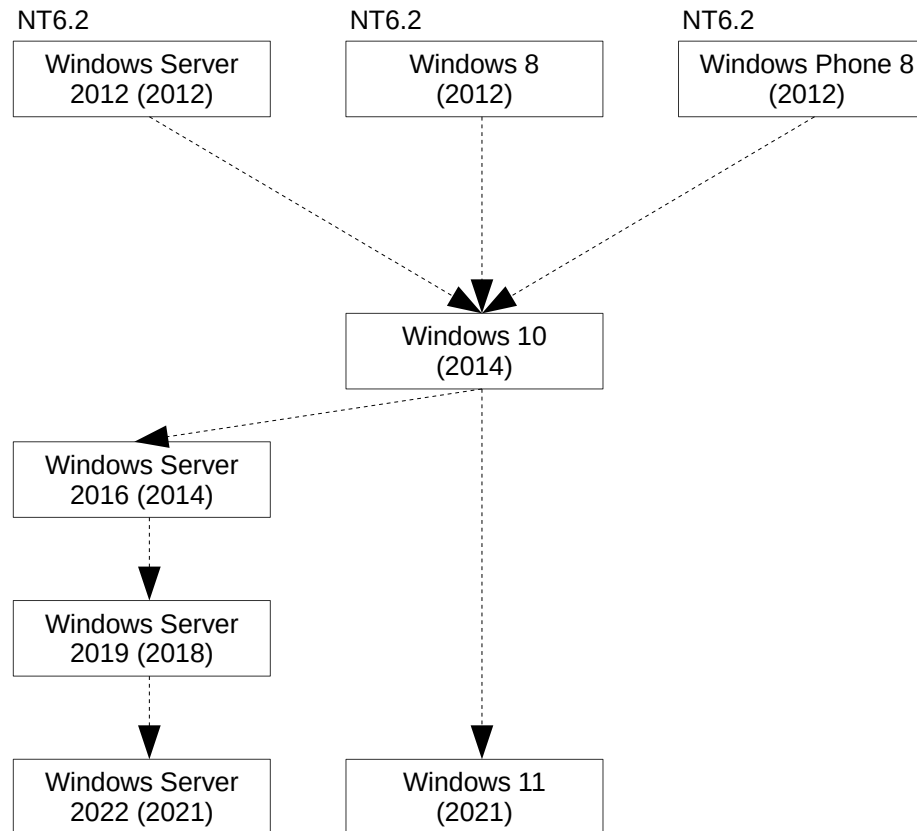 NT6.2
NT6.2
NT6.2
Windows Server
2012 (2012)
Windows 8
(2012)
Windows Phone 8
(2012)
Windows 10
(2014)
Windows Server
2016 (2014)
Windows Server
2019 (2018)
Windows Server
2022 (2021)
Windows 11
(2021)